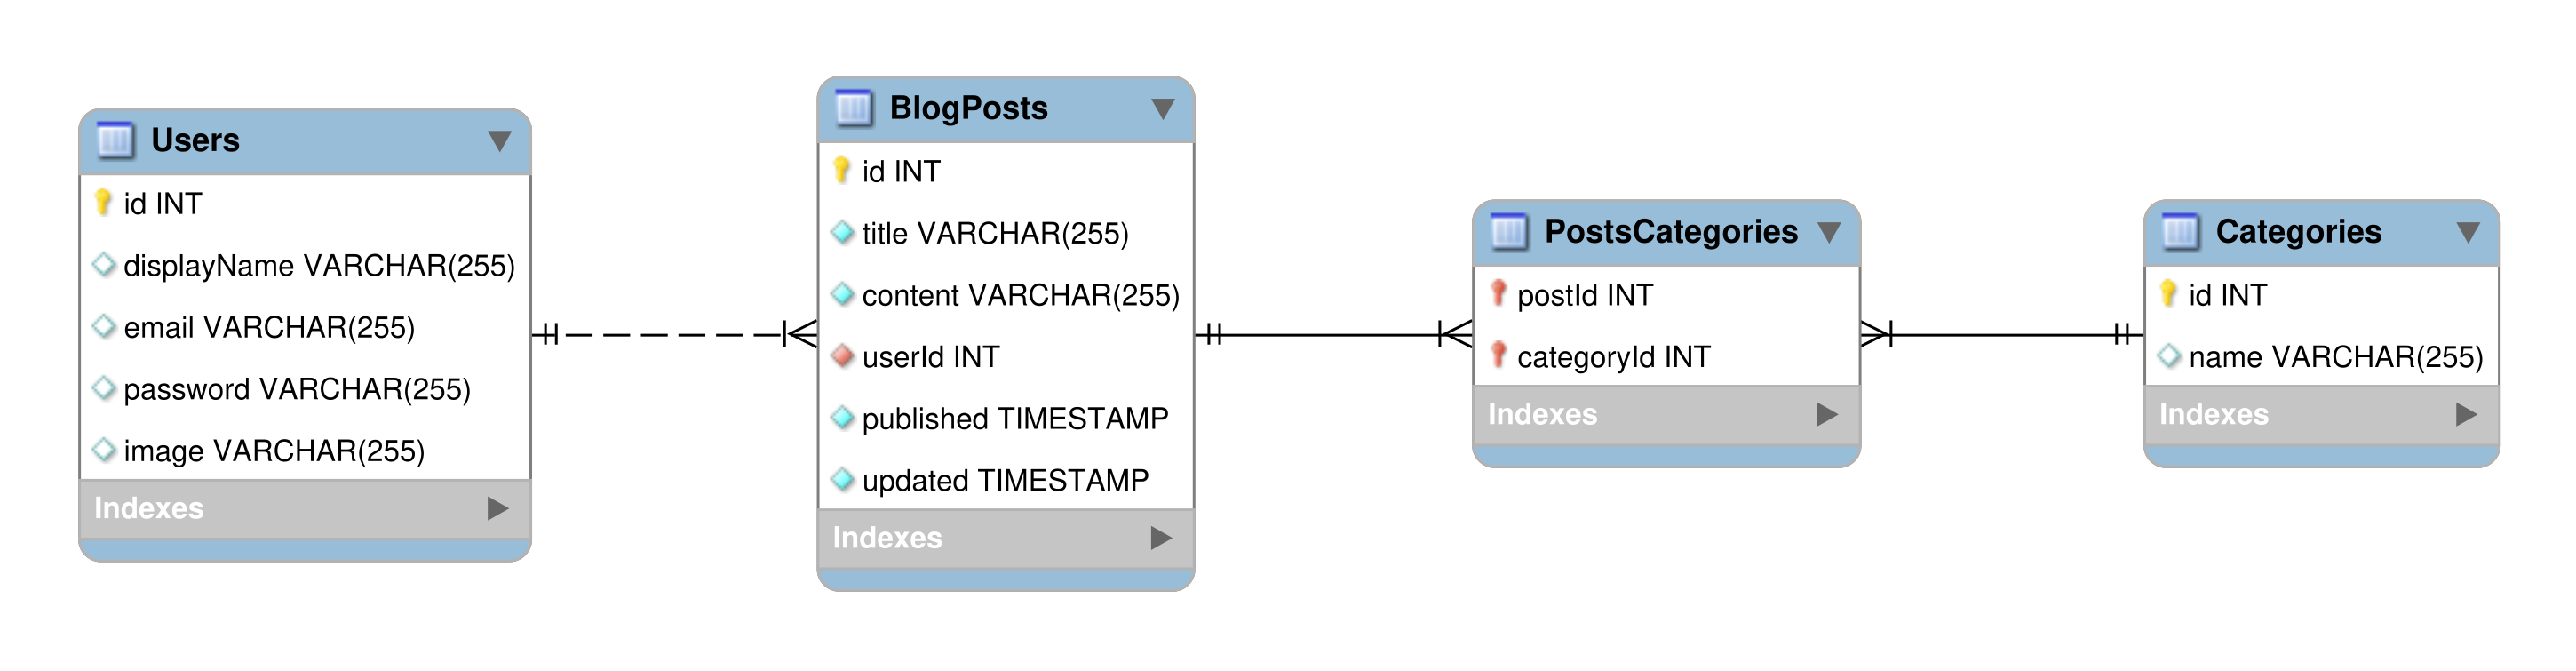 Users
id INT
displayName VARCHAR(255)
email VARCHAR(255)
password VARCHAR(255)
image VARCHAR(255)
Indexes
BlogPosts
id INT
title VARCHAR(255)
content VARCHAR(255)
userId INT
published TIMESTAMP
updated TIMESTAMP
Indexes
PostsCategories
postId INT
categoryId INT
Indexes
Categories
id INT
name VARCHAR(255)
Indexes